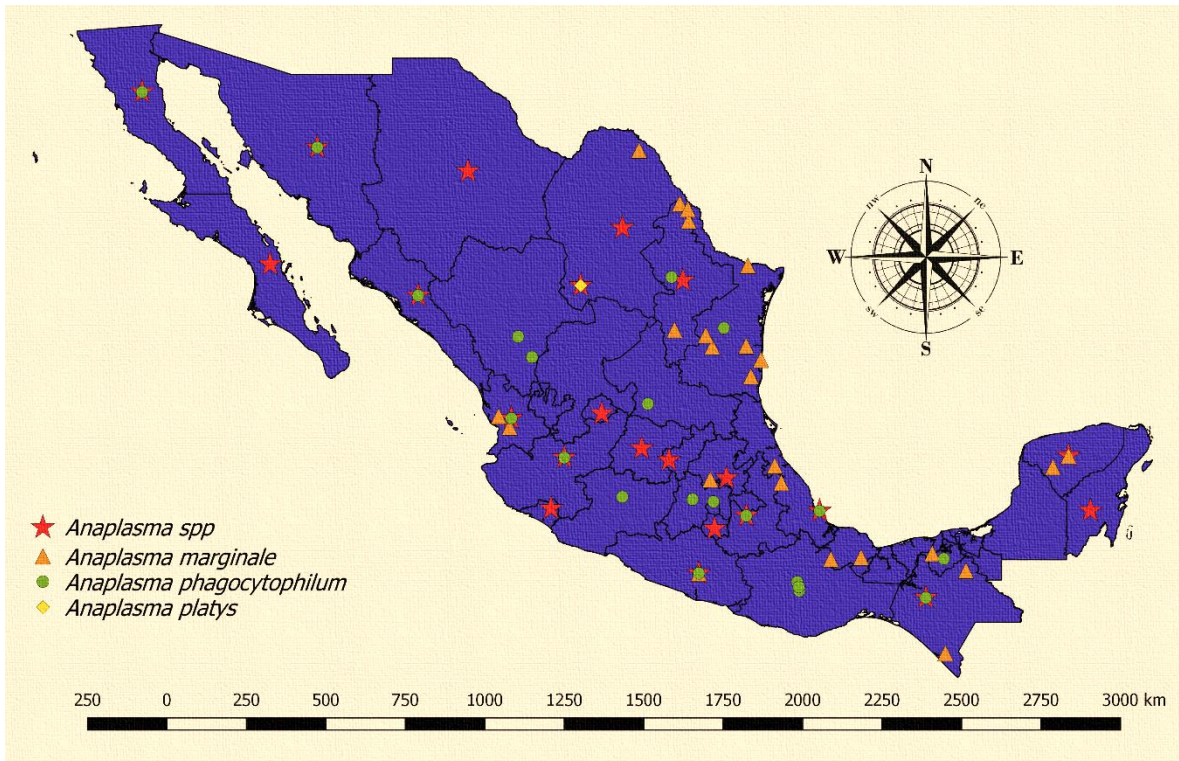 N
nw
ne
W
E
sw
se
S
Anaplasma spp
Anaplasma marginale
Anaplasma phagocytophilum
Anaplasma platys
250 0 250 500 750 1000 1250 1500 1750 2000 2250 2500 2750 3000 km